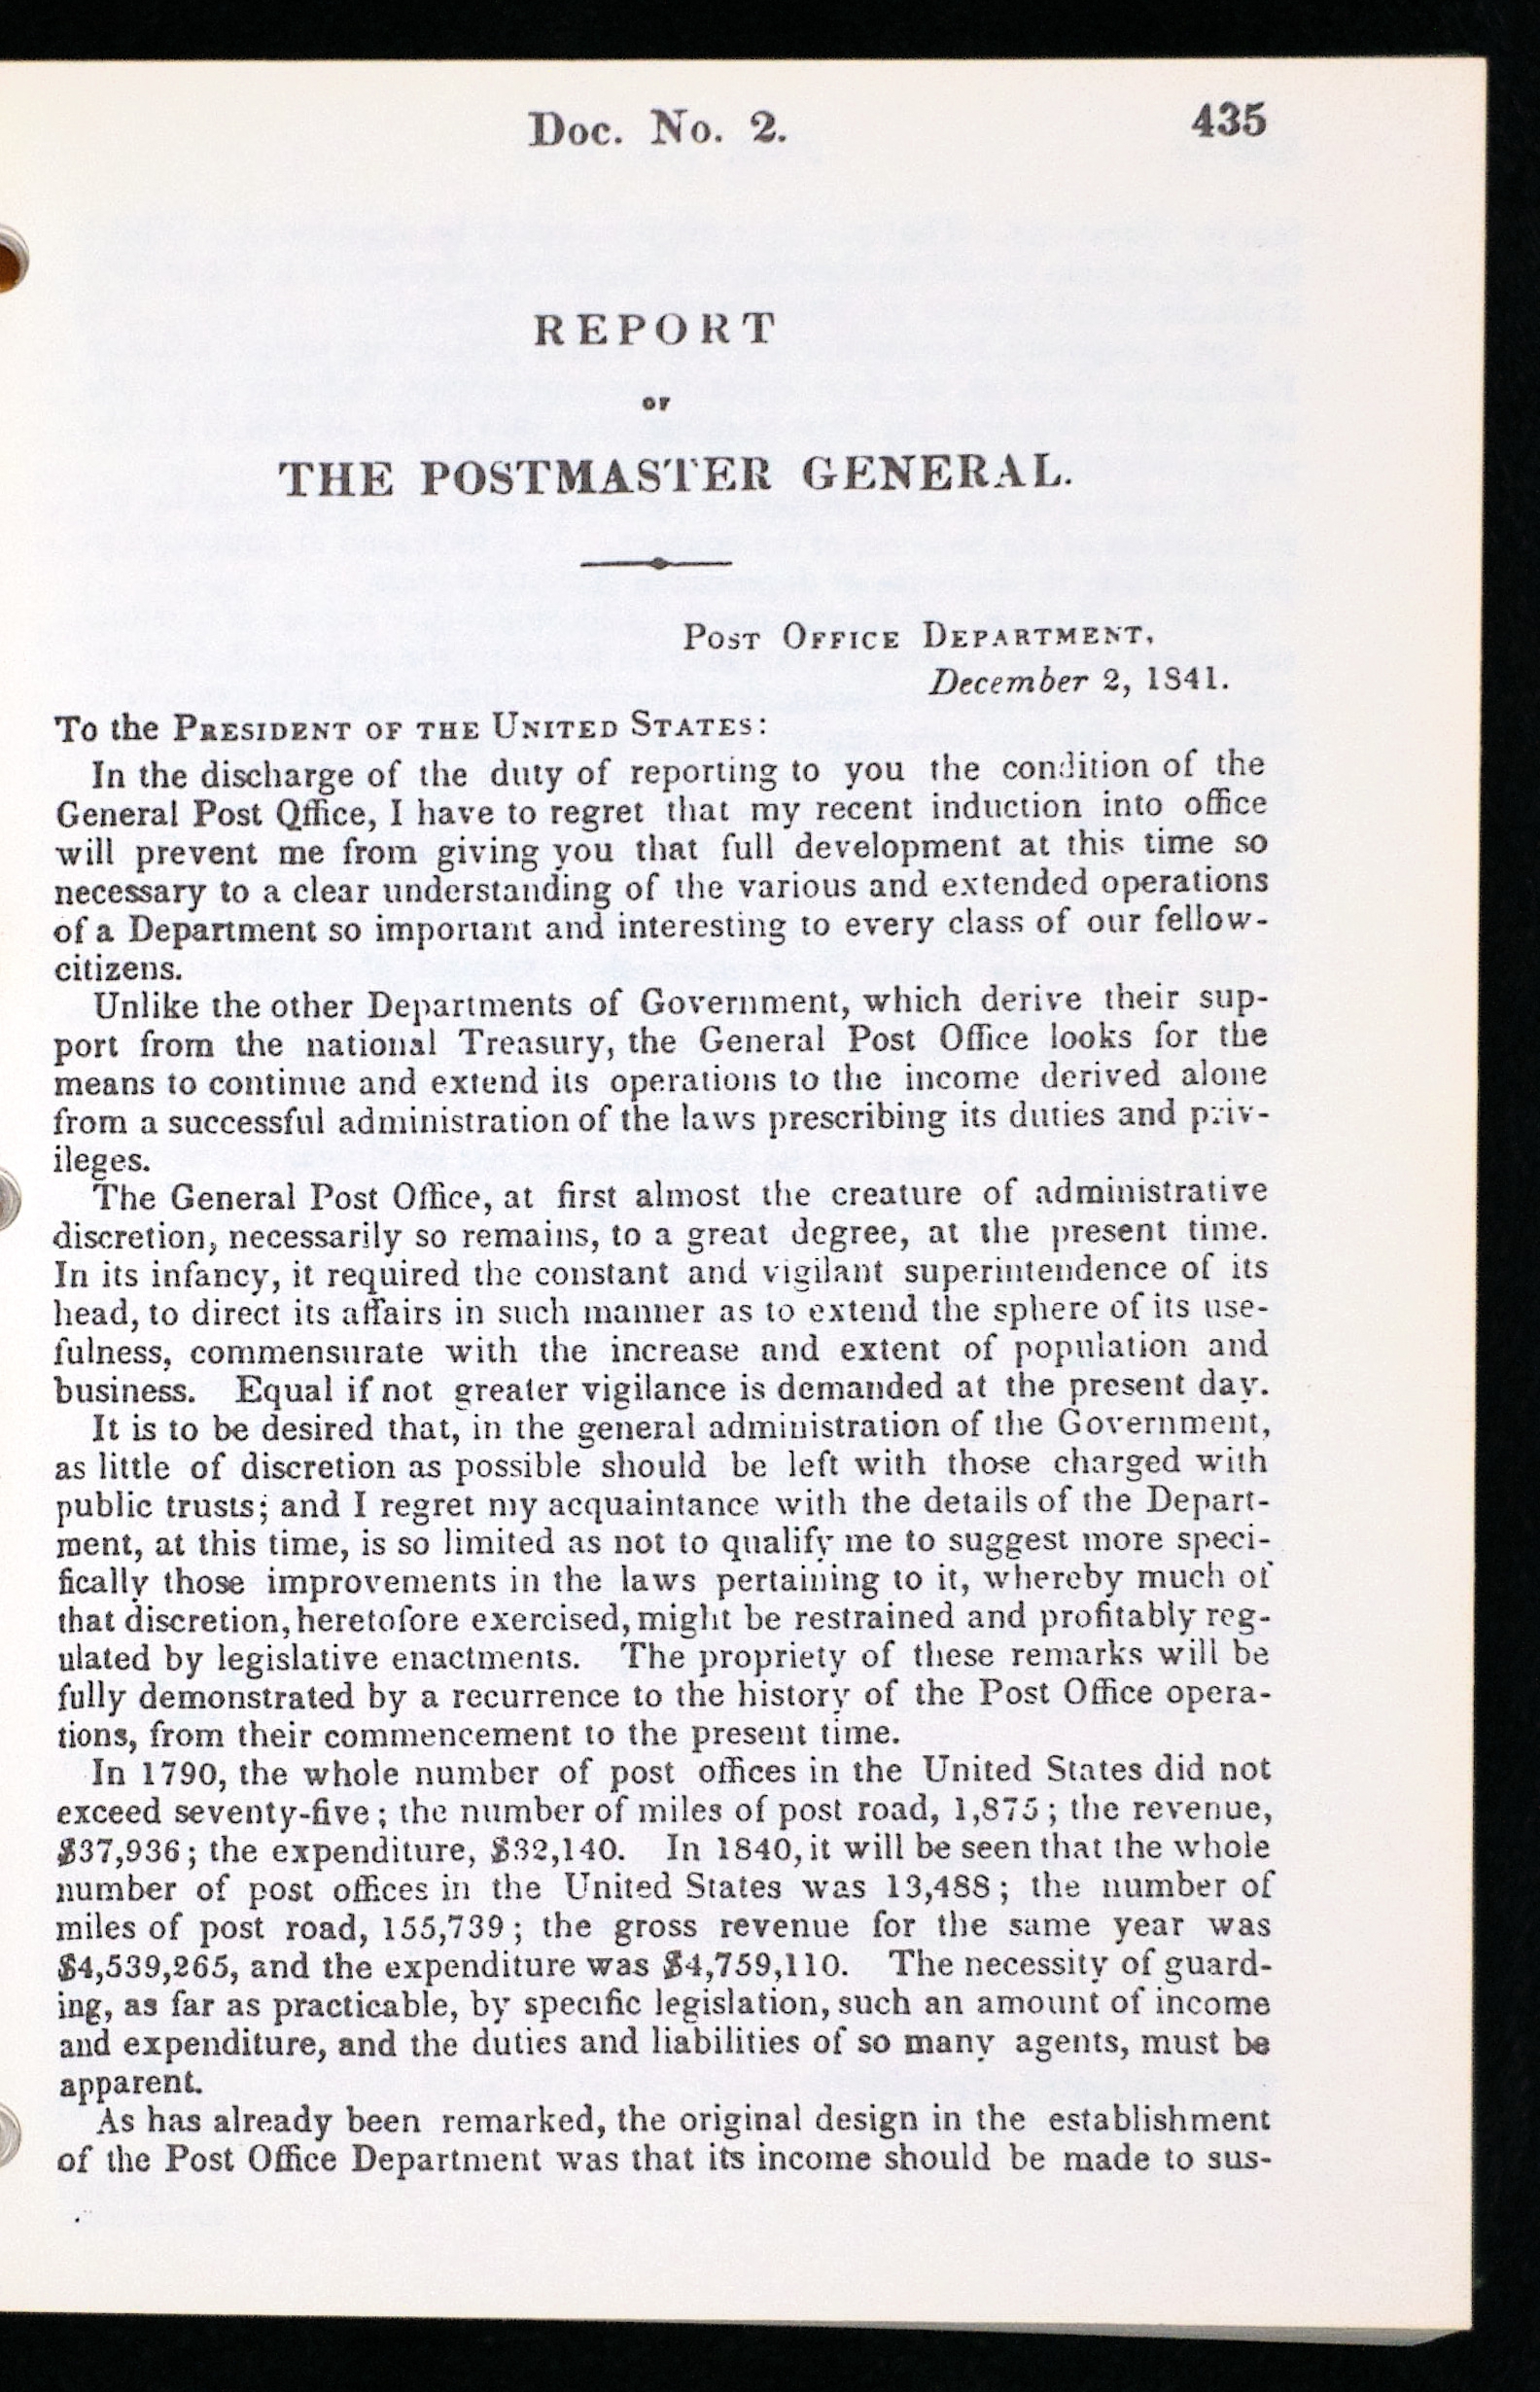 Doc. No. 2.
435
REPORT
OF
THE POSTMASTER GENERAL.
POST OFFICE DEPARTMENT,
December 2, 1841.
To the PRESIDENT OF THE UNITED STATES:
In the discharge of the duty of reporting to you the condition of the
General Post Office, I have to regret that my recent induction into office
will prevent me from giving you that full development at this time so
necessary to a clear understanding of the various and extended operations
of a Department so important and interesting to every class of our fellow-
citizens.
Unlike the other Departments of Government, which derive their sup-
port from the national Treasury, the General Post Office looks for the
means to continue and extend its operations to the income derived alone
from a successful administration of the laws prescribing its duties and priv-
ileges.
The General Post Office, at first almost the creature of administrative
discretion, necessarily so remains, to a great degree, at the present time.
In its infancy, it required the constant and vigilant superintendence of its
head, to direct its affairs in such manner as to extend the sphere of its use-
fulness, commensurate with the increase and extent of population and
business. Equal if not greater vigilance is demanded at the present day.
It is to be desired that, in the general administration of the Government,
as little of discretion as possible should be left with those charged with
public trusts; and I regret my acquaintance with the details of the Depart-
ment, at this time, is so limited as not to qualify me to suggest more speci-
fically those improvements in the laws pertaining to it, whereby much of
that discretion, heretofore exercised, might be restrained and profitably reg-
ulated by legislative enactments. The propriety of these remarks will be
fully demonstrated by a recurrence to the history of the Post Office opera-
tions, from their commencement to the present time.
In 1790, the whole number of post offices in the United States did not
exceed seventy-five; the number of miles of post road, 1,875; the revenue,
$37,936; the expenditure, $32,140. In 1840, it will be seen that the whole
number of post offices in the United States was 13,488; the number of
miles of post road, 155,739; the gross revenue for the same year was
$4,539,265, and the expenditure was $4,759,110. The necessity of guard-
ing, as far as practicable, by specific legislation, such an amount of income
and expenditure, and the duties and liabilities of so many agents, must be
apparent.
As has already been remarked, the original design in the establishment
of the Post Office Department was that its income should be made to sus-